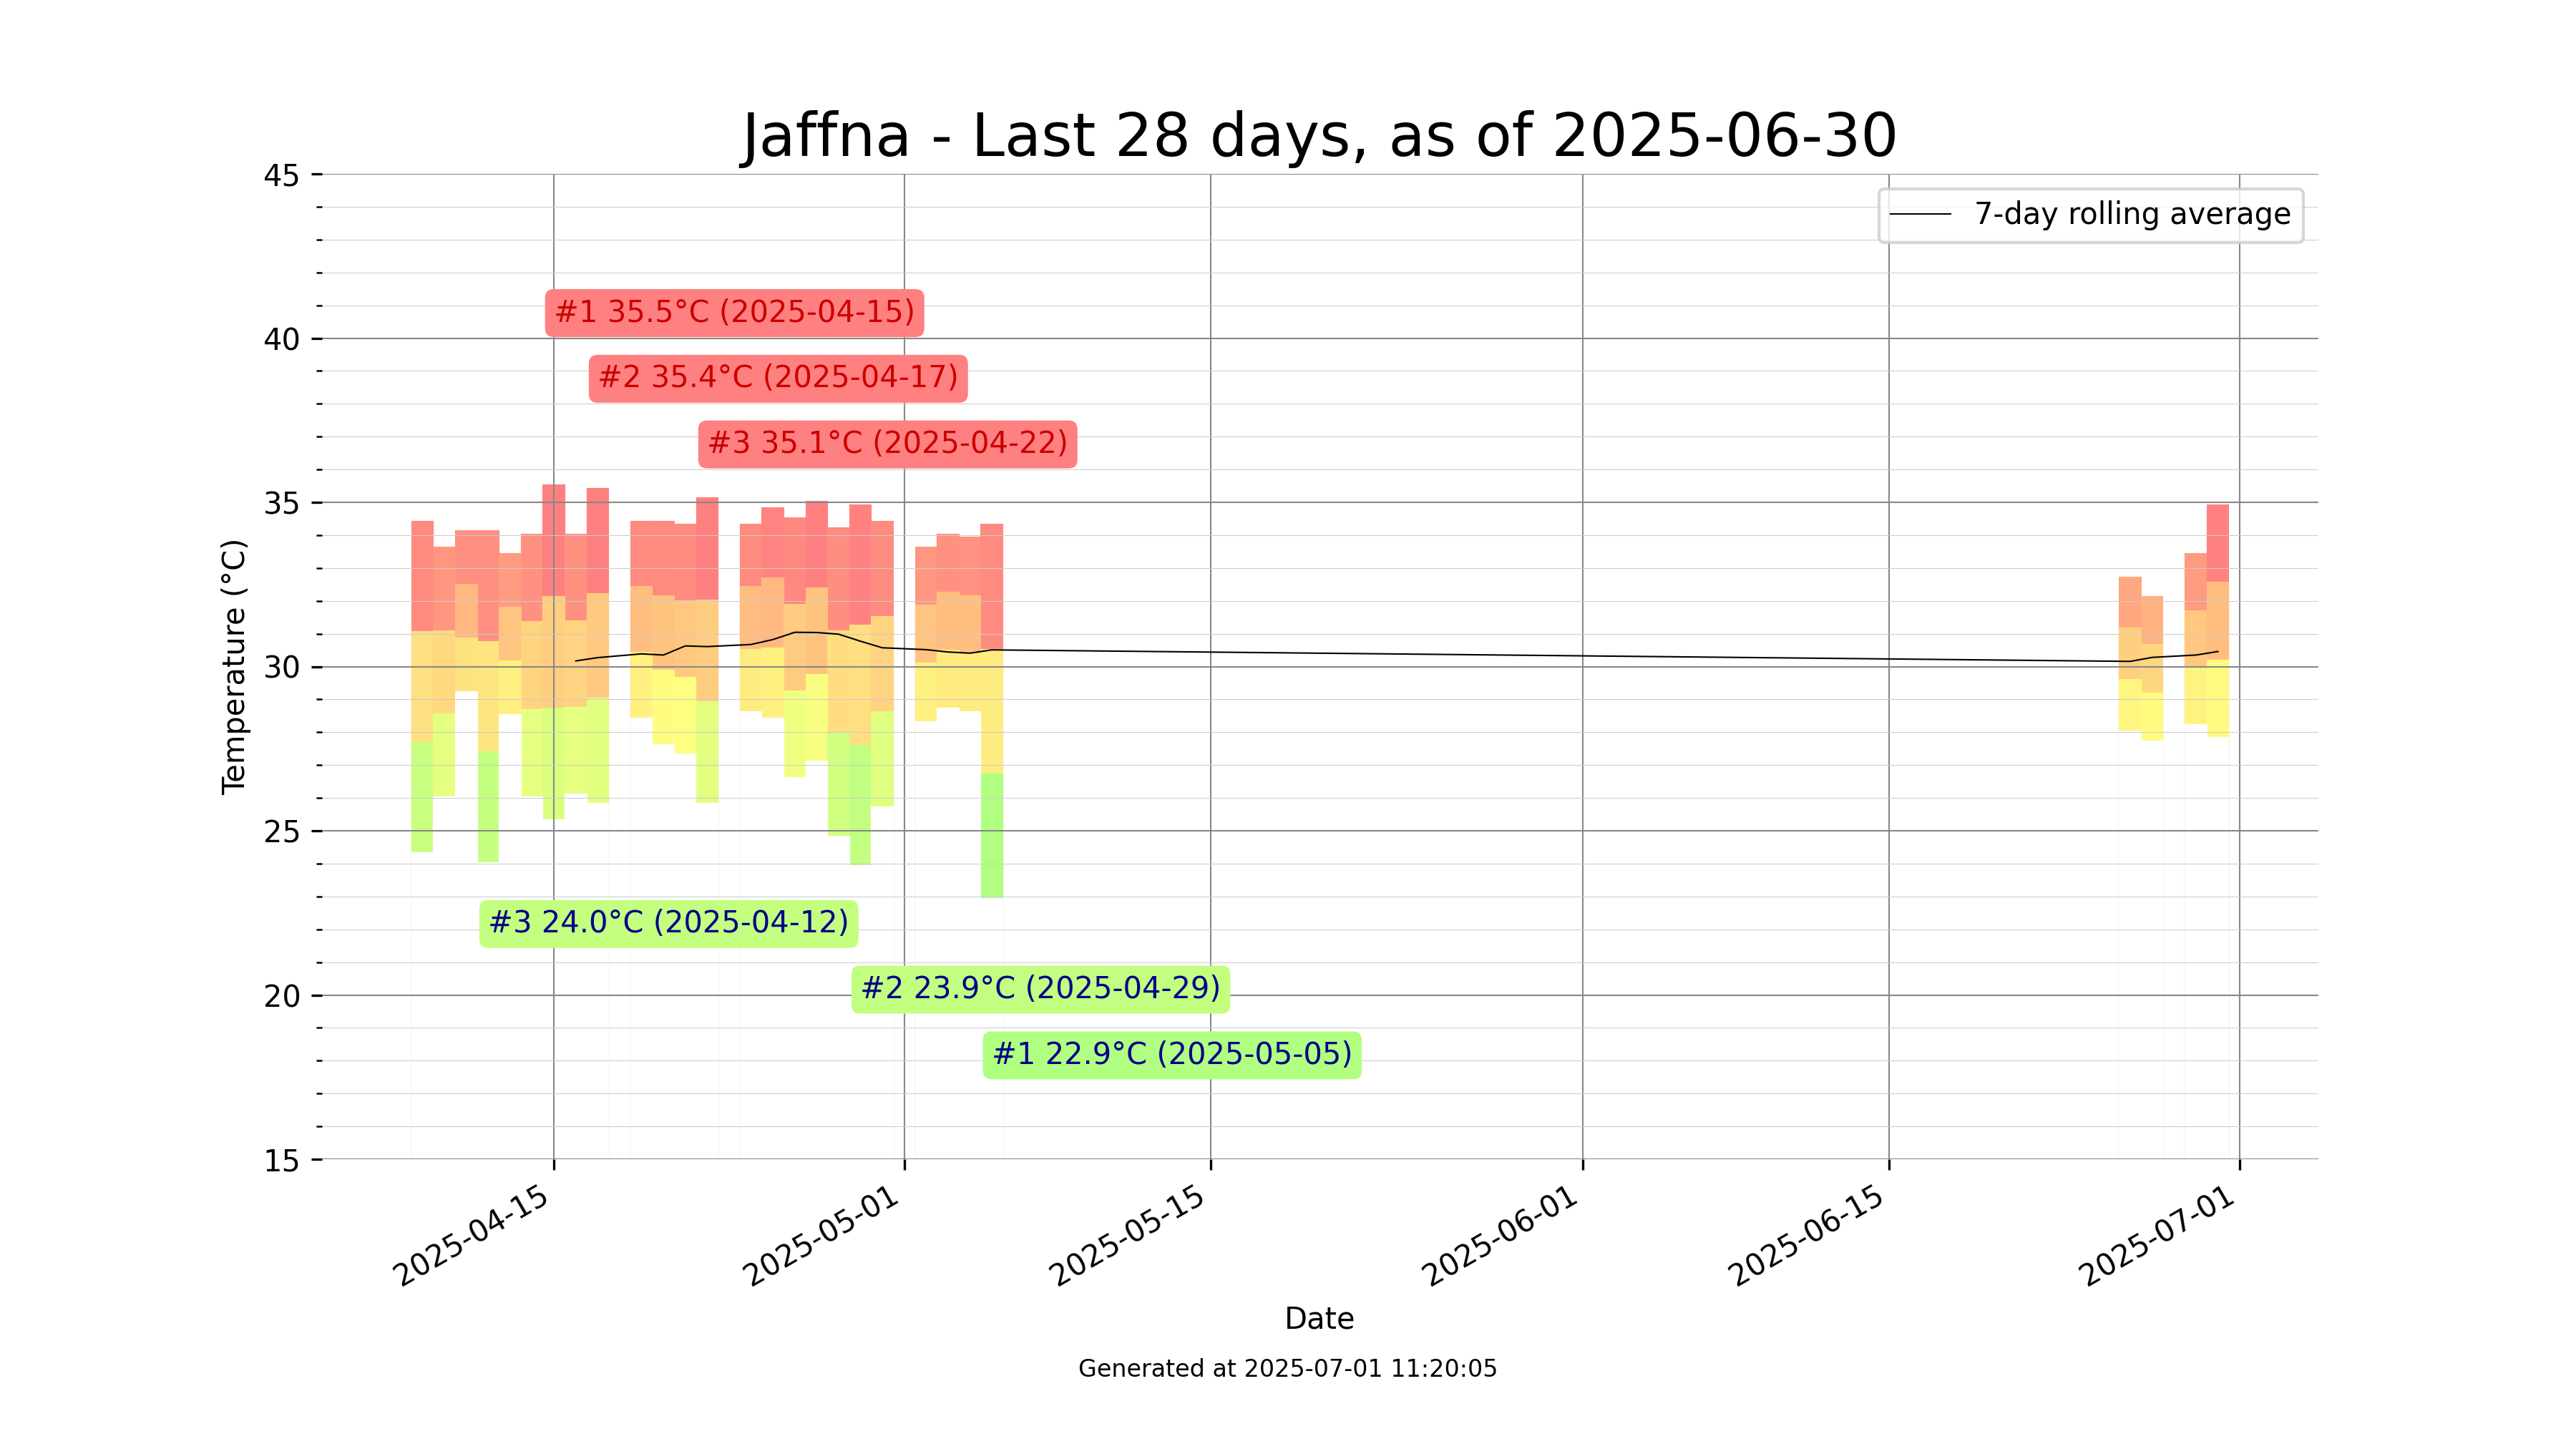 Jaffna - Last 28 days, as of 2025-06-30
45
7-day rolling average
#1 35.5°C (2025-04-15)
40
#2 35.4°C (2025-04-17)
#3 35.1°C (2025-04-22)
35
Temperature (°C)
30
25
#3 24.0°C (2025-04-12)
20
#2 23.9°C (2025-04-29)
#1 22.9°C (2025-05-05)
15
2025-04-15
2025-05-01
2025-05-15
2025-06-01
2025-06-15
2025-07-01
Date
Generated at 2025-07-01 11:20:05